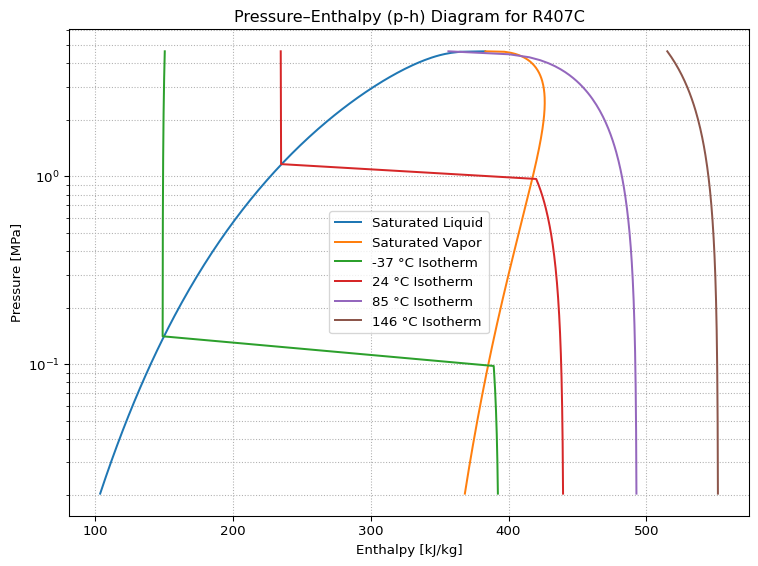 Pressure–Enthalpy (p-h) Diagram for R407C
Pressure [MPa]
10⁰
10⁻¹
Saturated Liquid
Saturated Vapor
-37 °C Isotherm
24 °C Isotherm
85 °C Isotherm
146 °C Isotherm
100 200 300 400 500
Enthalpy [kJ/kg]